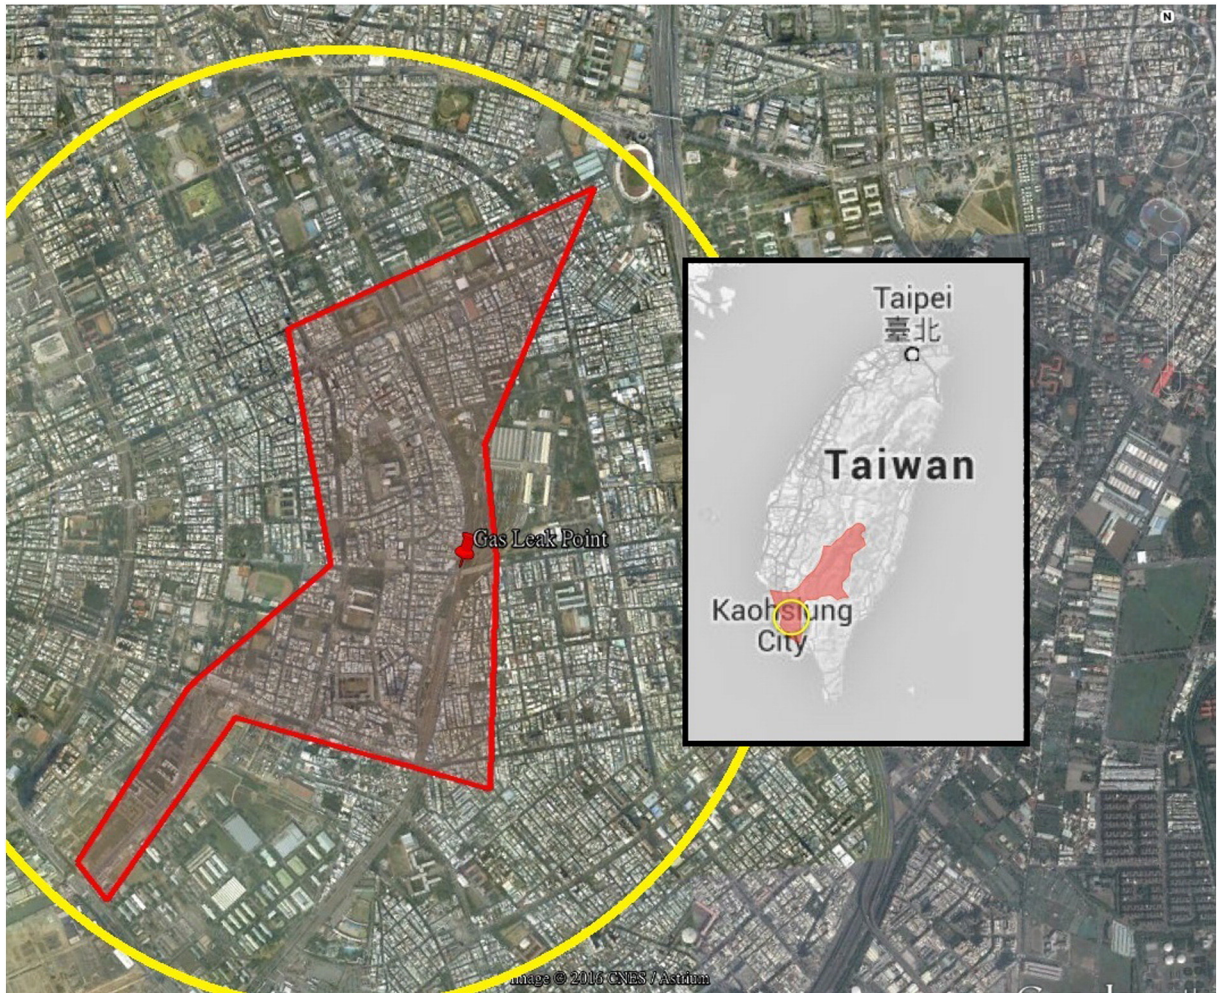 N
Taipei
臺北
Taiwan
Gas Leak Point
Kaohsiung
City
Image © 2016 CNES / Astrium